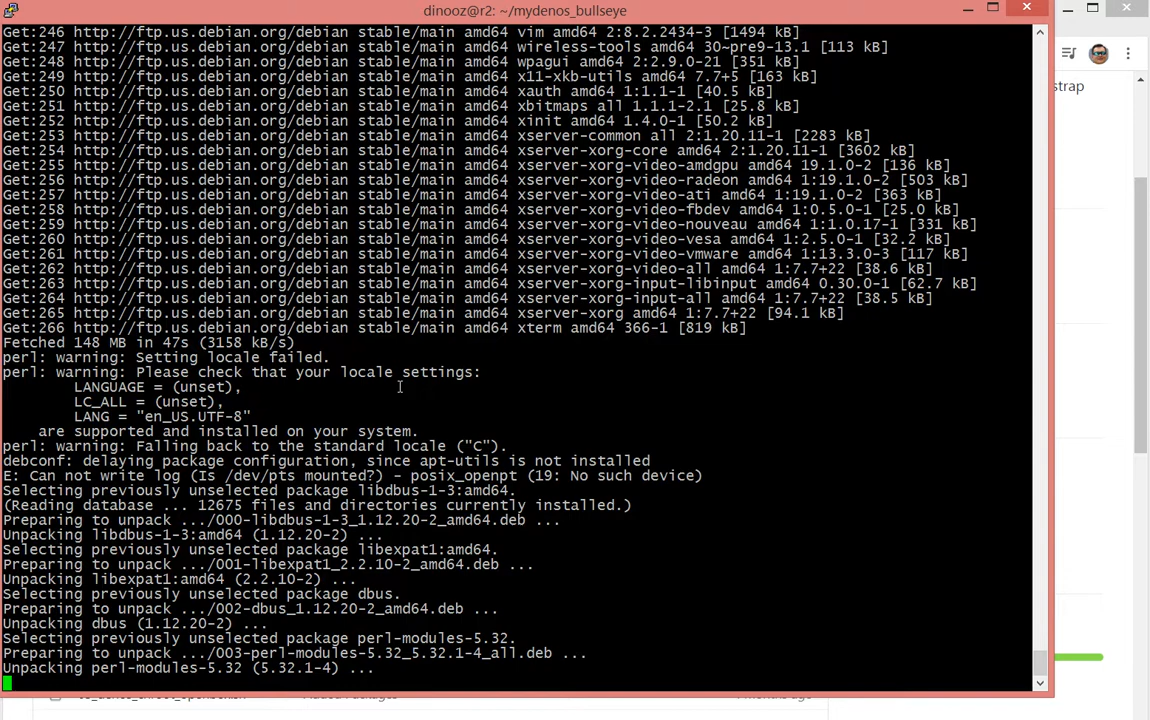 dinooz@r2: ~/mydenos_bullseye
Get:246 http://ftp.us.debian.org/debian stable/main amd64 vim amd64 2:8.2.2434-3 [1494 kB]
Get:247 http://ftp.us.debian.org/debian stable/main amd64 wireless-tools amd64 30~pre9-13.1 [113 kB]
Get:248 http://ftp.us.debian.org/debian stable/main amd64 wpagui amd64 2:2.9.0-21 [351 kB]
Get:249 http://ftp.us.debian.org/debian stable/main amd64 x11-xkb-utils amd64 7.7+5 [163 kB]
Get:250 http://ftp.us.debian.org/debian stable/main amd64 xauth amd64 1:1.1-1 [40.5 kB]
Get:251 http://ftp.us.debian.org/debian stable/main amd64 xbitmaps all 1.1.1-2.1 [25.8 kB]
Get:252 http://ftp.us.debian.org/debian stable/main amd64 xinit amd64 1.4.0-1 [50.2 kB]
Get:253 http://ftp.us.debian.org/debian stable/main amd64 xserver-common all 2:1.20.11-1 [2283 kB]
Get:254 http://ftp.us.debian.org/debian stable/main amd64 xserver-xorg-core amd64 2:1.20.11-1 [3602 kB]
Get:255 http://ftp.us.debian.org/debian stable/main amd64 xserver-xorg-video-amdgpu amd64 19.1.0-2 [136 kB]
Get:256 http://ftp.us.debian.org/debian stable/main amd64 xserver-xorg-video-radeon amd64 1:19.1.0-2 [503 kB]
Get:257 http://ftp.us.debian.org/debian stable/main amd64 xserver-xorg-video-ati amd64 1:19.1.0-2 [363 kB]
Get:258 http://ftp.us.debian.org/debian stable/main amd64 xserver-xorg-video-fbdev amd64 1:0.5.0-1 [25.0 kB]
Get:259 http://ftp.us.debian.org/debian stable/main amd64 xserver-xorg-video-nouveau amd64 1:1.0.17-1 [331 kB]
Get:260 http://ftp.us.debian.org/debian stable/main amd64 xserver-xorg-video-vesa amd64 1:2.5.0-1 [32.2 kB]
Get:261 http://ftp.us.debian.org/debian stable/main amd64 xserver-xorg-video-vmware amd64 1:13.3.0-3 [117 kB]
Get:262 http://ftp.us.debian.org/debian stable/main amd64 xserver-xorg-video-all amd64 1:7.7+22 [38.6 kB]
Get:263 http://ftp.us.debian.org/debian stable/main amd64 xserver-xorg-input-libinput amd64 0.30.0-1 [62.7 kB]
Get:264 http://ftp.us.debian.org/debian stable/main amd64 xserver-xorg-input-all amd64 1:7.7+22 [38.5 kB]
Get:265 http://ftp.us.debian.org/debian stable/main amd64 xserver-xorg amd64 1:7.7+22 [94.1 kB]
Get:266 http://ftp.us.debian.org/debian stable/main amd64 xterm amd64 366-1 [819 kB]
Fetched 148 MB in 47s (3158 kB/s)
perl: warning: Setting locale failed.
perl: warning: Please check that your locale settings:
LANGUAGE = (unset),
LC_ALL = (unset),
LANG = "en_US.UTF-8"
are supported and installed on your system.
perl: warning: Falling back to the standard locale ("C").
debconf: delaying package configuration, since apt-utils is not installed
E: Can not write log (Is /dev/pts mounted?) - posix_openpt (19: No such device)
Selecting previously unselected package libdbus-1-3:amd64.
(Reading database ... 12675 files and directories currently installed.)
Preparing to unpack .../000-libdbus-1-3_1.12.20-2_amd64.deb ...
Unpacking libdbus-1-3:amd64 (1.12.20-2) ...
Selecting previously unselected package libexpat1:amd64.
Preparing to unpack .../001-libexpat1_2.2.10-2_amd64.deb ...
Unpacking libexpat1:amd64 (2.2.10-2) ...
Selecting previously unselected package dbus.
Preparing to unpack .../002-dbus_1.12.20-2_amd64.deb ...
Unpacking dbus (1.12.20-2) ...
Selecting previously unselected package perl-modules-5.32.
Preparing to unpack .../003-perl-modules-5.32_5.32.1-4_all.deb ...
Unpacking perl-modules-5.32 (5.32.1-4) ...
strap